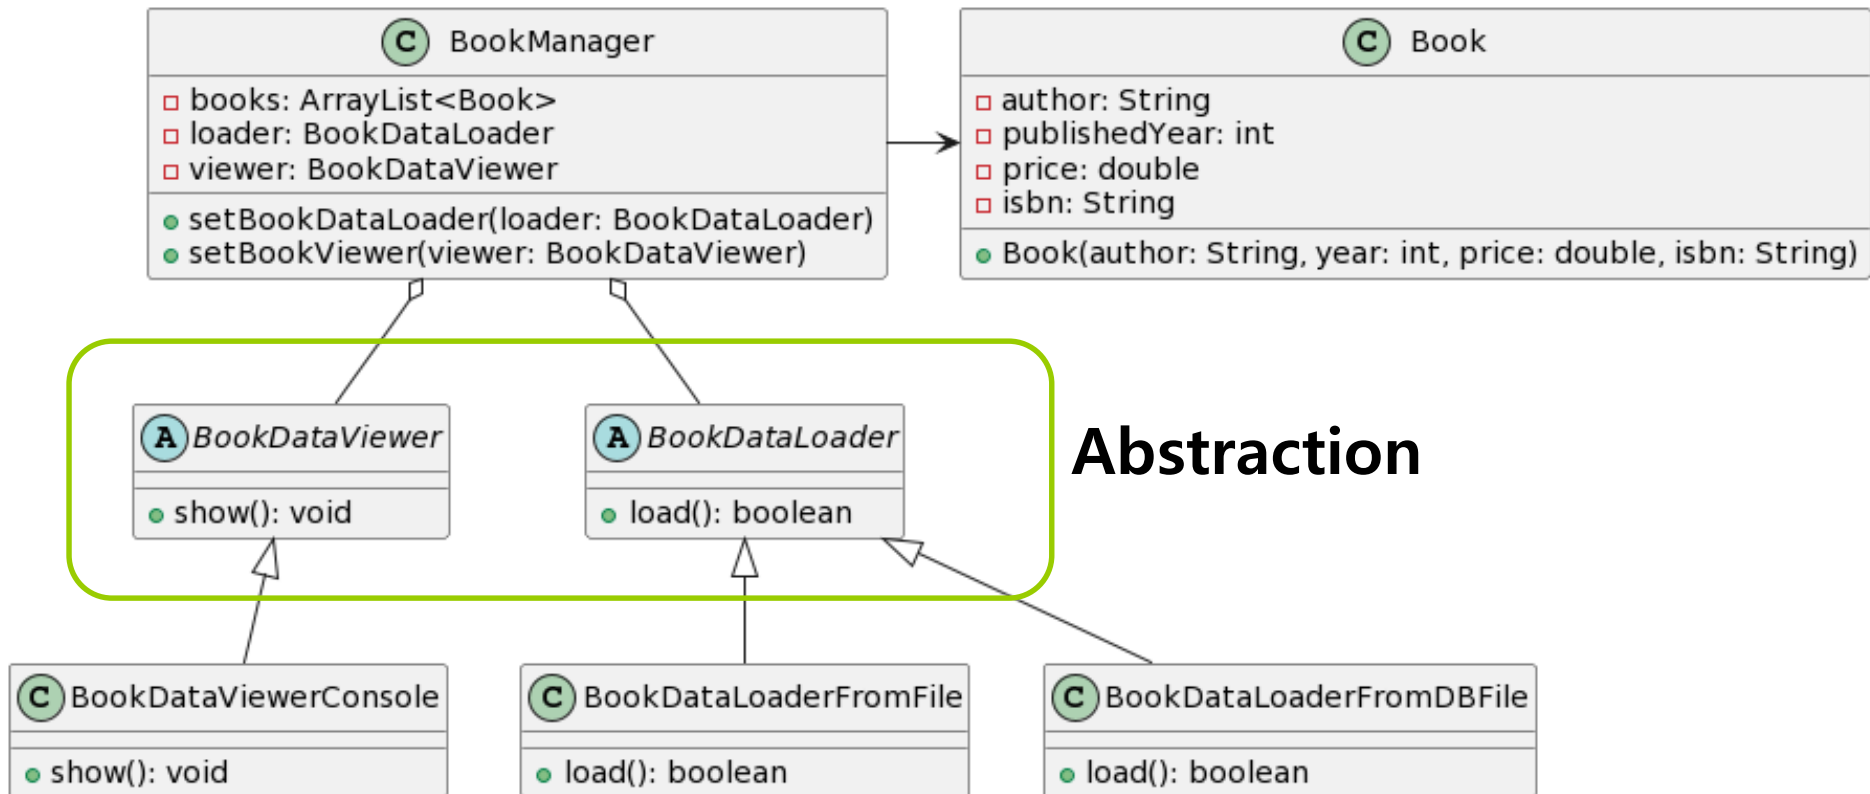 C BookManager
books: ArrayList<Book>
loader: BookDataLoader
viewer: BookDataViewer
setBookDataLoader(loader: BookDataLoader)
setBookViewer(viewer: BookDataViewer)
C Book
author: String
publishedYear: int
price: double
isbn: String
Book(author: String, year: int, price: double, isbn: String)
A BookDataViewer
show(): void
A BookDataLoader
load(): boolean
Abstraction
C BookDataViewerConsole
show(): void
C BookDataLoaderFromFile
load(): boolean
C BookDataLoaderFromDBFile
load(): boolean